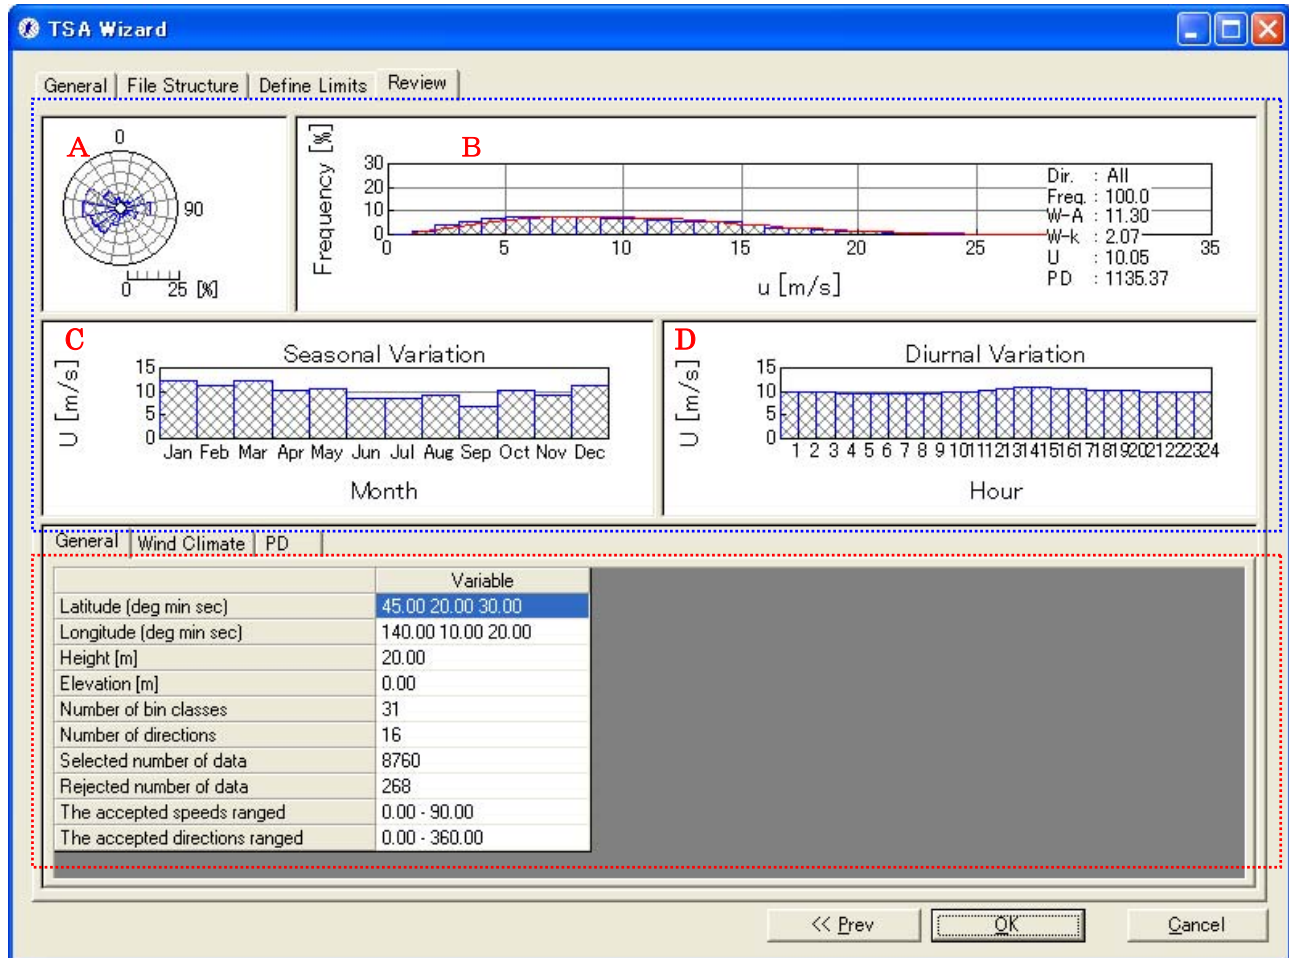 TSA Wizard
General File Structure Define Limits Review
A
0
90
0 25 [%]
B
Frequency [%]
30
20
10
0
0 5 10 15 20 25 35
u [m/s]
Dir. : All
Freq. : 100.0
W-A : 11.30
W-k : 2.07
U : 10.05
PD : 1135.37
C
Seasonal Variation
U [m/s]
15
10
5
0
Jan Feb Mar Apr May Jun Jul Aug Sep Oct Nov Dec
Month
D
Diurnal Variation
U [m/s]
15
10
5
0
1 2 3 4 5 6 7 8 9 10 11 12 13 14 15 16 17 18 19 20 21 22 23 24
Hour
General Wind Climate PD
Variable
Latitude (deg min sec) 45.00 20.00 30.00
Longitude (deg min sec) 140.00 10.00 20.00
Height [m] 20.00
Elevation [m] 0.00
Number of bin classes 31
Number of directions 16
Selected number of data 8760
Rejected number of data 268
The accepted speeds ranged 0.00 - 90.00
The accepted directions ranged 0.00 - 360.00
<< Prev OK Cancel